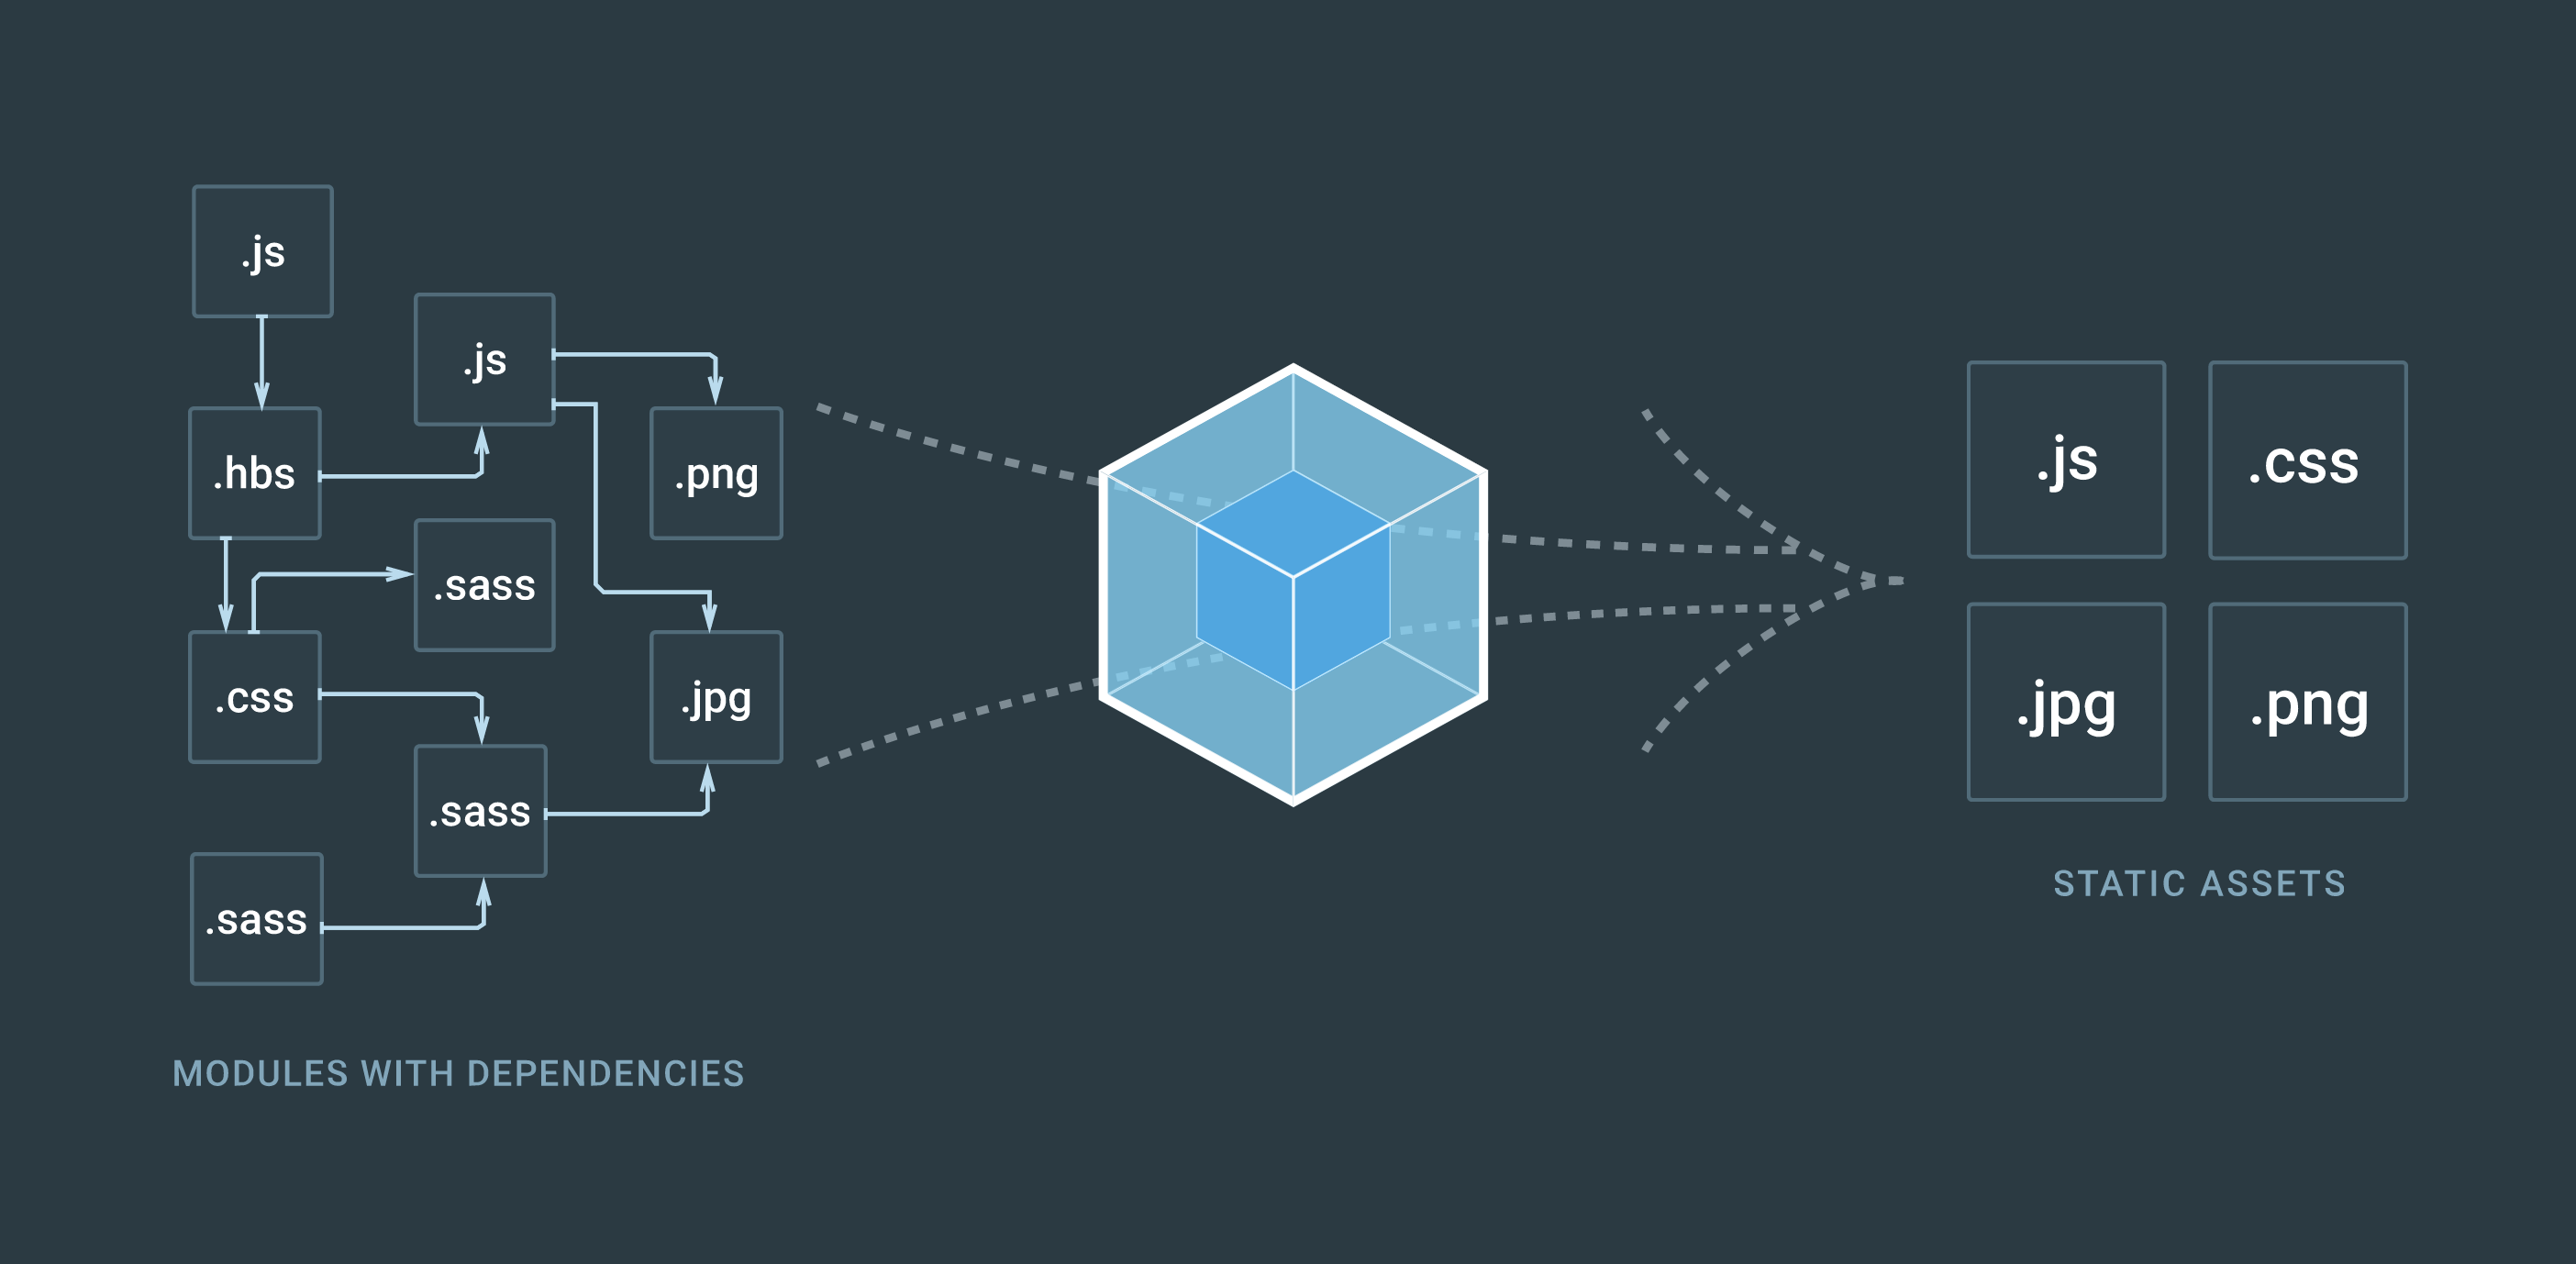 .js
.js
.hbs
.png
.sass
.css
.jpg
.sass
.sass
MODULES WITH DEPENDENCIES
.js
.css
.jpg
.png
STATIC ASSETS